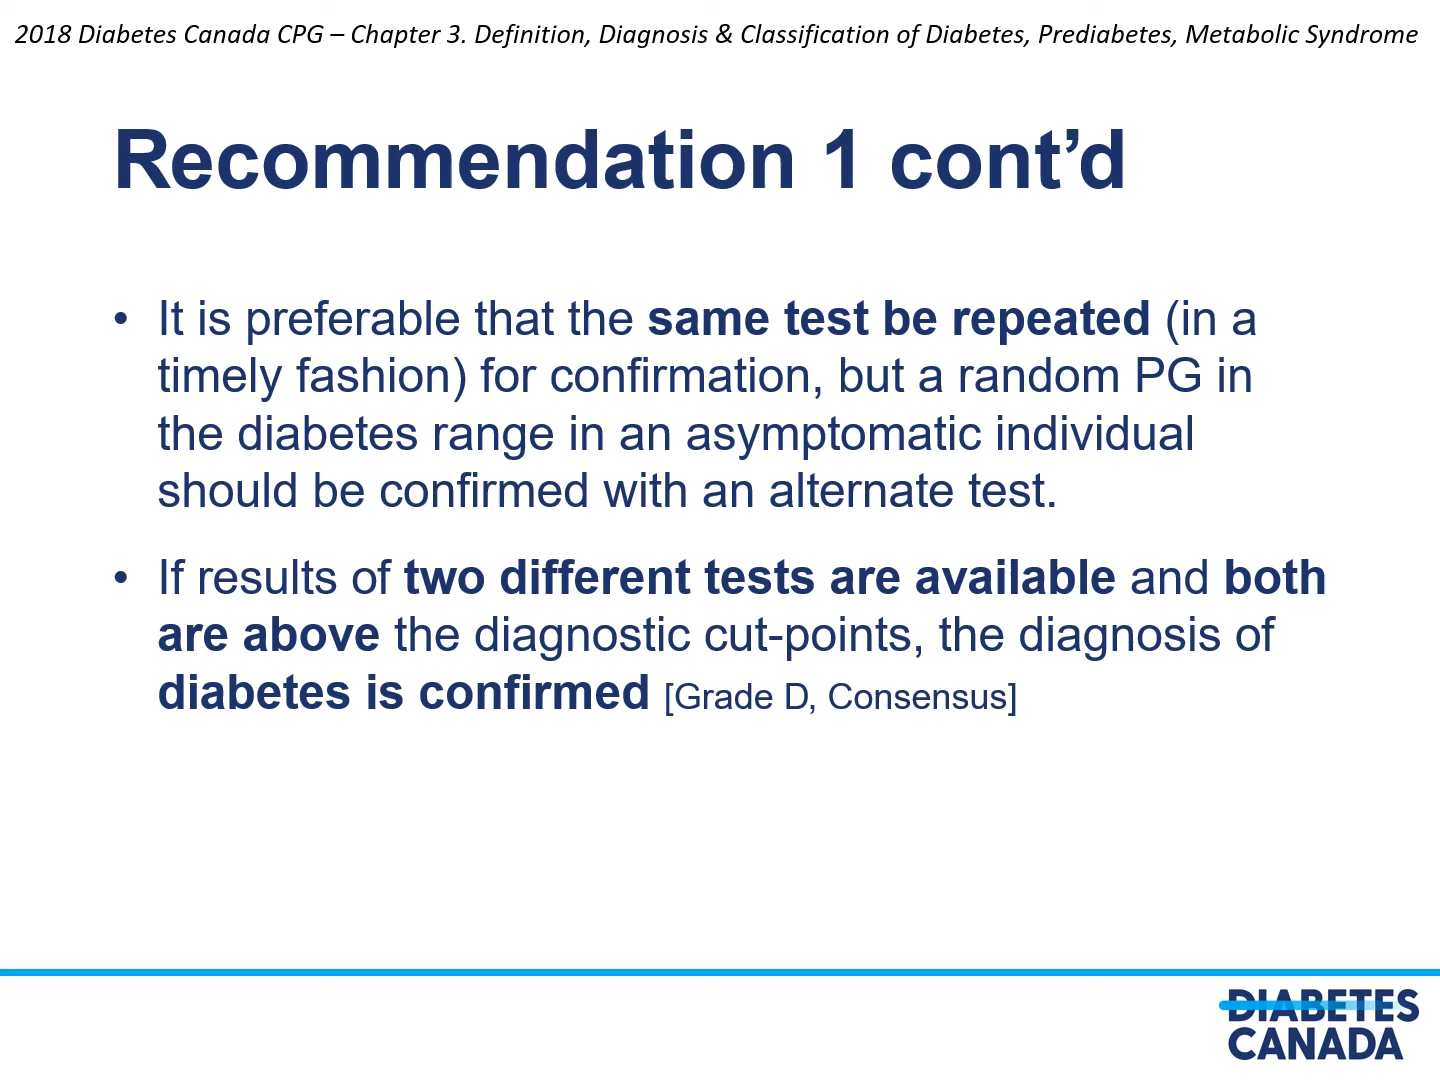 2018 Diabetes Canada CPG – Chapter 3. Definition, Diagnosis & Classification of Diabetes, Prediabetes, Metabolic Syndrome
Recommendation 1 cont’d
• It is preferable that the same test be repeated (in a
timely fashion) for confirmation, but a random PG in
the diabetes range in an asymptomatic individual
should be confirmed with an alternate test.
• If results of two different tests are available and both
are above the diagnostic cut-points, the diagnosis of
diabetes is confirmed [Grade D, Consensus]
DIABETES
CANADA